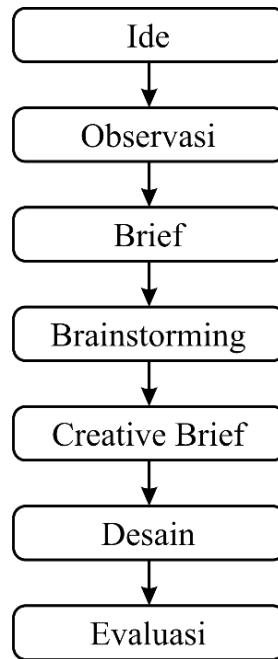 Ide
Observasi
Brief
Brainstorming
Creative Brief
Desain
Evaluasi